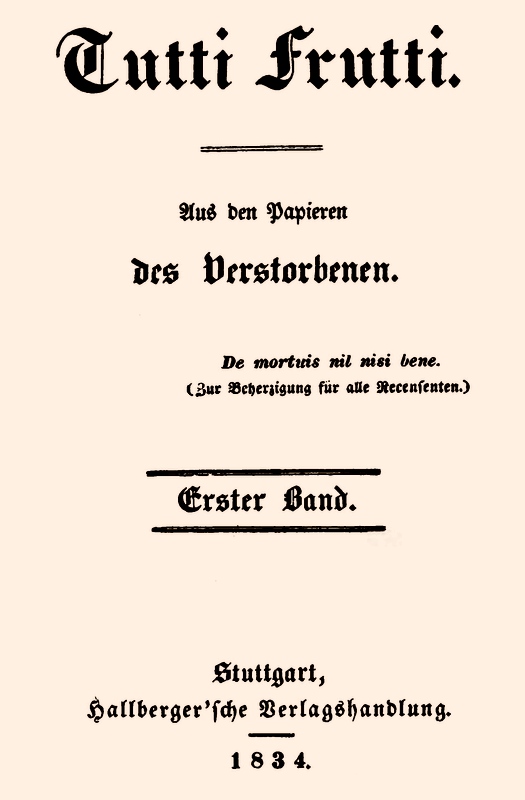 Tutti Frutti.
Aus den Papieren
des Verstorbenen.
De mortuis nil nisi bene.
(Zur Beherzigung für alle Recensenten.)
Erster Band.
Stuttgart,
Hallberger'sche Verlagshandlung.
1834.